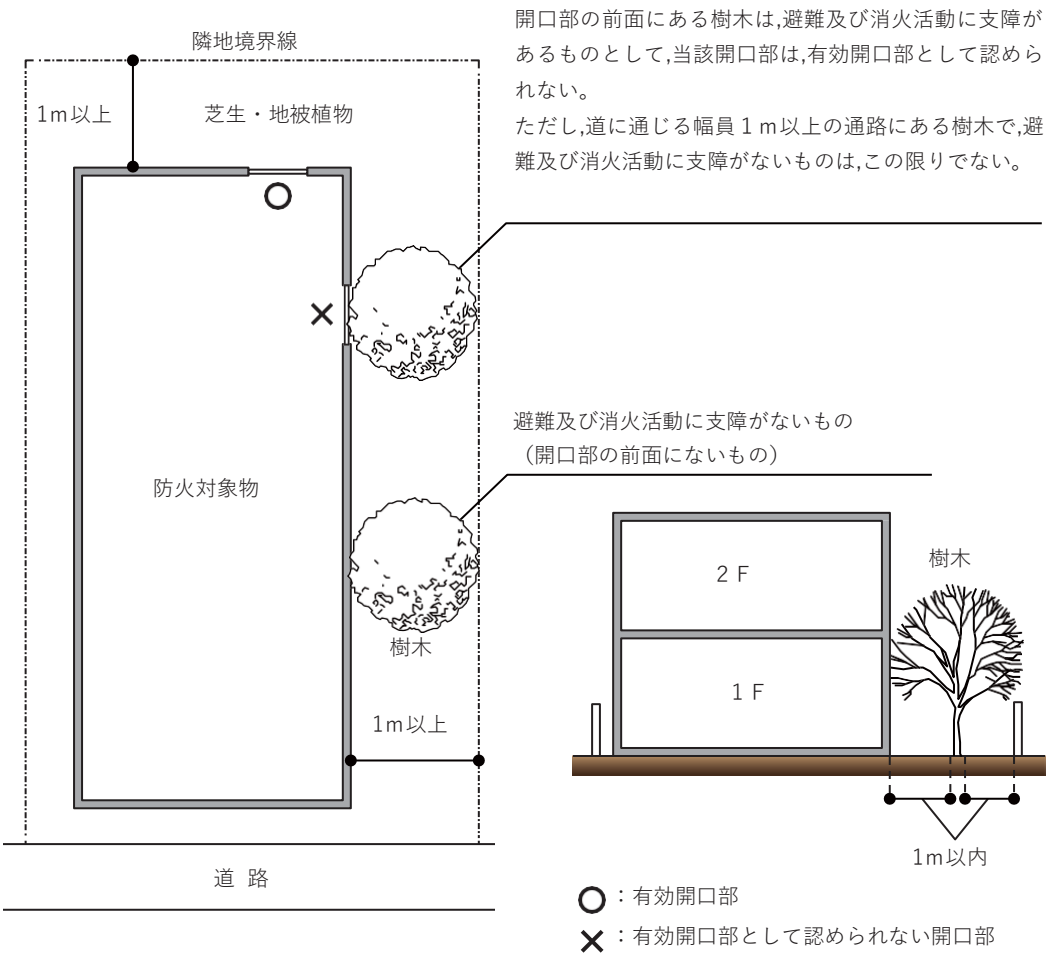 開口部の前面にある樹木は,避難及び消火活動に支障が
あるものとして,当該開口部は,有効開口部として認めら
れない。
ただし,道に通じる幅員1m以上の通路にある樹木で,避
難及び消火活動に支障がないものは,この限りでない。
隣地境界線
1m以上
芝生・地被植物
避難及び消火活動に支障がないもの
（開口部の前面にないもの）
防火対象物
樹木
1m以上
道 路
樹木
2F
1F
1m以内
○：有効開口部
×：有効開口部として認められない開口部